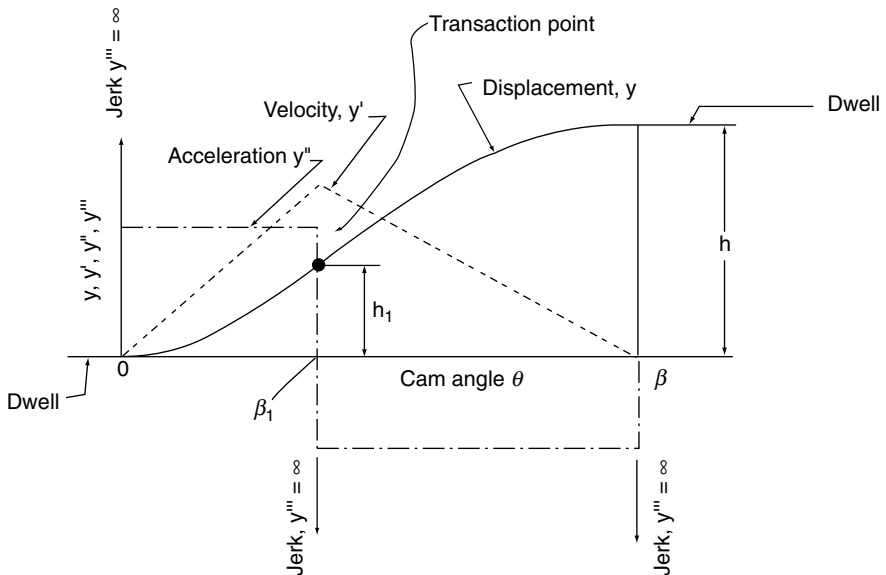 Jerk y''' = ∞
Transaction point
Displacement, y
Dwell
Velocity, y'
Acceleration y''
y, y', y'', y'''
h
h₁
0
Cam angle θ
β
Dwell
β₁
Jerk, y''' = ∞
Jerk, y''' = ∞